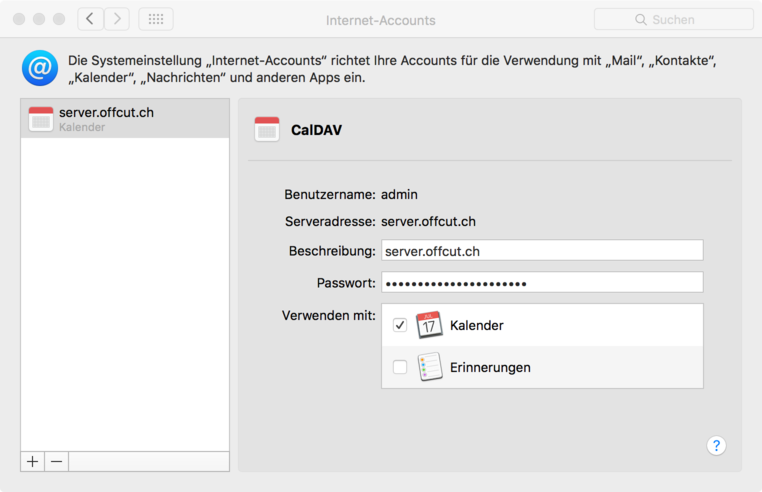 Internet-Accounts
Suchen
Die Systemeinstellung „Internet-Accounts“ richtet Ihre Accounts für die Verwendung mit „Mail“, „Kontakte“,
„Kalender“, „Nachrichten“ und anderen Apps ein.
server.offcut.ch
Kalender
CalDAV
Benutzername: admin
Serveradresse: server.offcut.ch
Beschreibung: server.offcut.ch
Passwort: ••••••••••••••••••••••
Verwenden mit:
JUL
17
Kalender
Erinnerungen
?